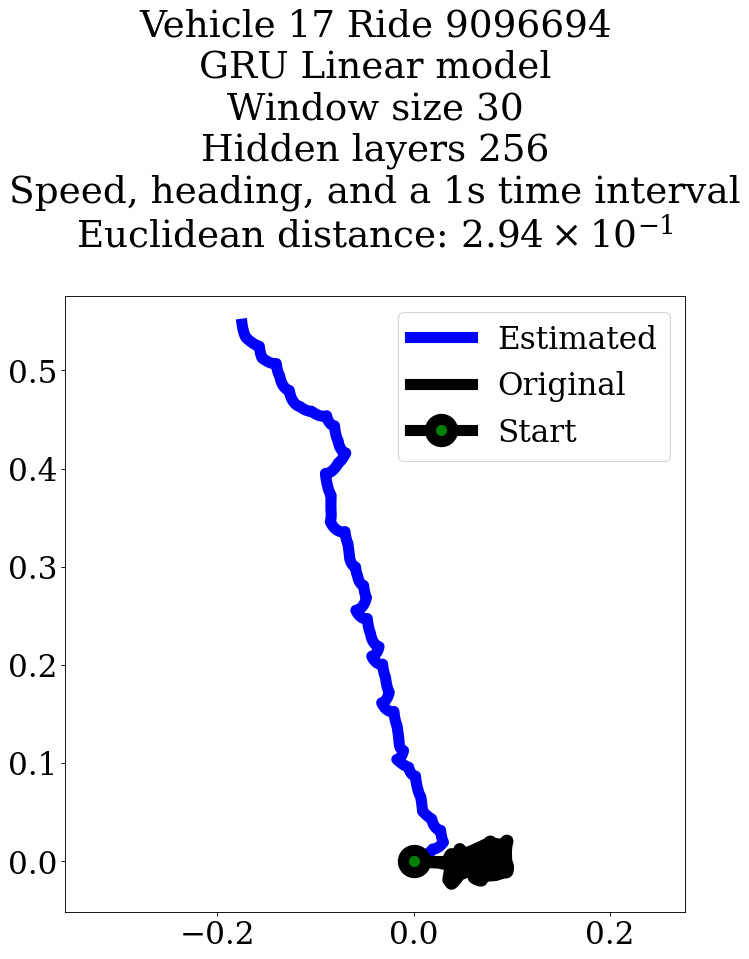 Vehicle 17 Ride 9096694
GRU Linear model
Window size 30
Hidden layers 256
Speed, heading, and a 1s time interval
Euclidean distance: 2.94 × 10⁻¹
Estimated
Original
Start
0.5
0.4
0.3
0.2
0.1
0.0
−0.2 0.0 0.2